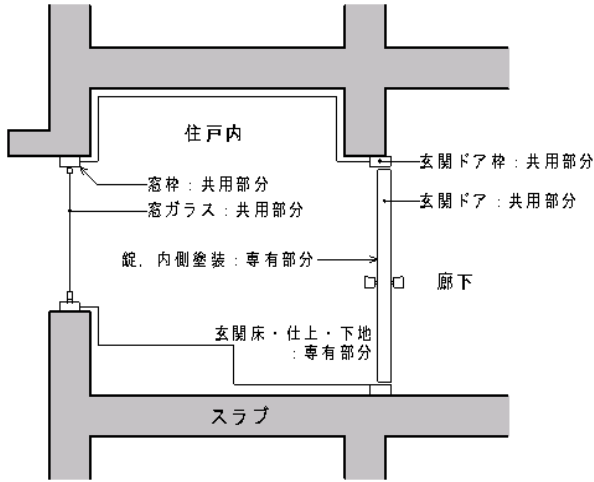 住戸内
玄関ドア枠：共用部分
窓枠：共用部分
玄関ドア：共用部分
窓ガラス：共用部分
錠，内側塗装：専有部分
廊下
玄関床・仕上・下地
：専有部分
スラブ